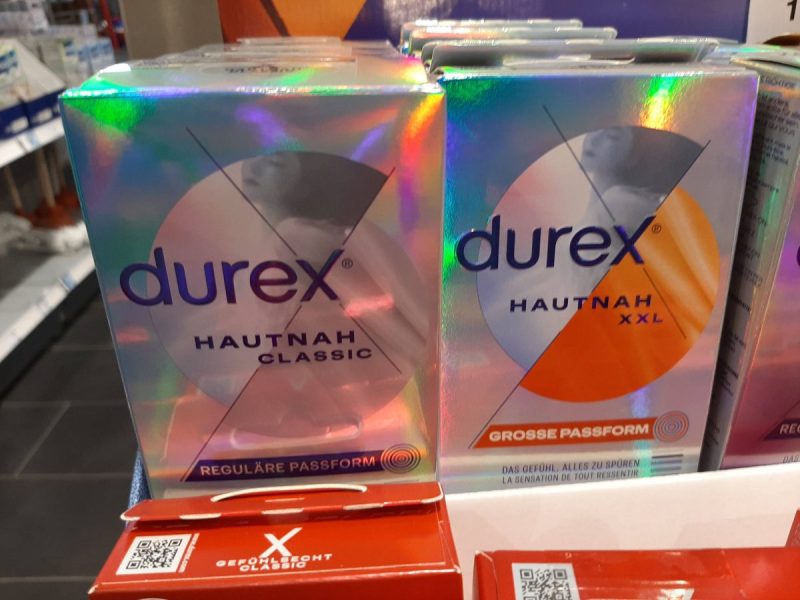 durex®
HAUTNAH
CLASSIC
REGULÄRE PASSFORM
durex®
HAUTNAH
XXL
GROSSE PASSFORM
DAS GEFÜHL, ALLES ZU SPÜREN
LA SENSATION DE TOUT RESSENTIR
X
GEFÜHLSECHT
CLASSIC